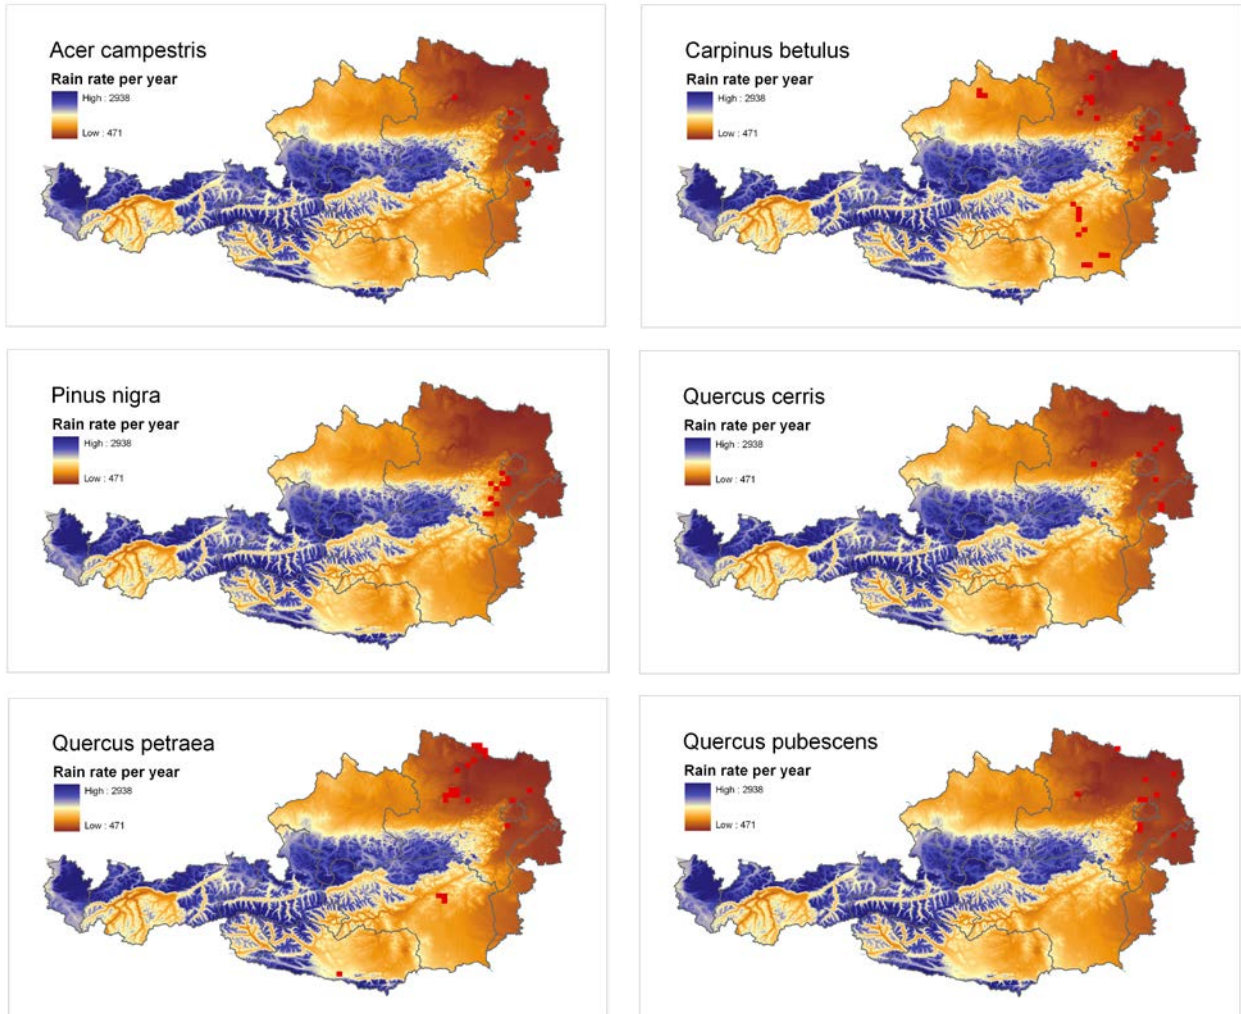 Acer campestris
Rain rate per year
High : 2938
Low : 471
Carpinus betulus
Rain rate per year
High : 2938
Low : 471
Pinus nigra
Rain rate per year
High : 2938
Low : 471
Quercus cerris
Rain rate per year
High : 2938
Low : 471
Quercus petraea
Rain rate per year
High : 2938
Low : 471
Quercus pubescens
Rain rate per year
High : 2938
Low : 471